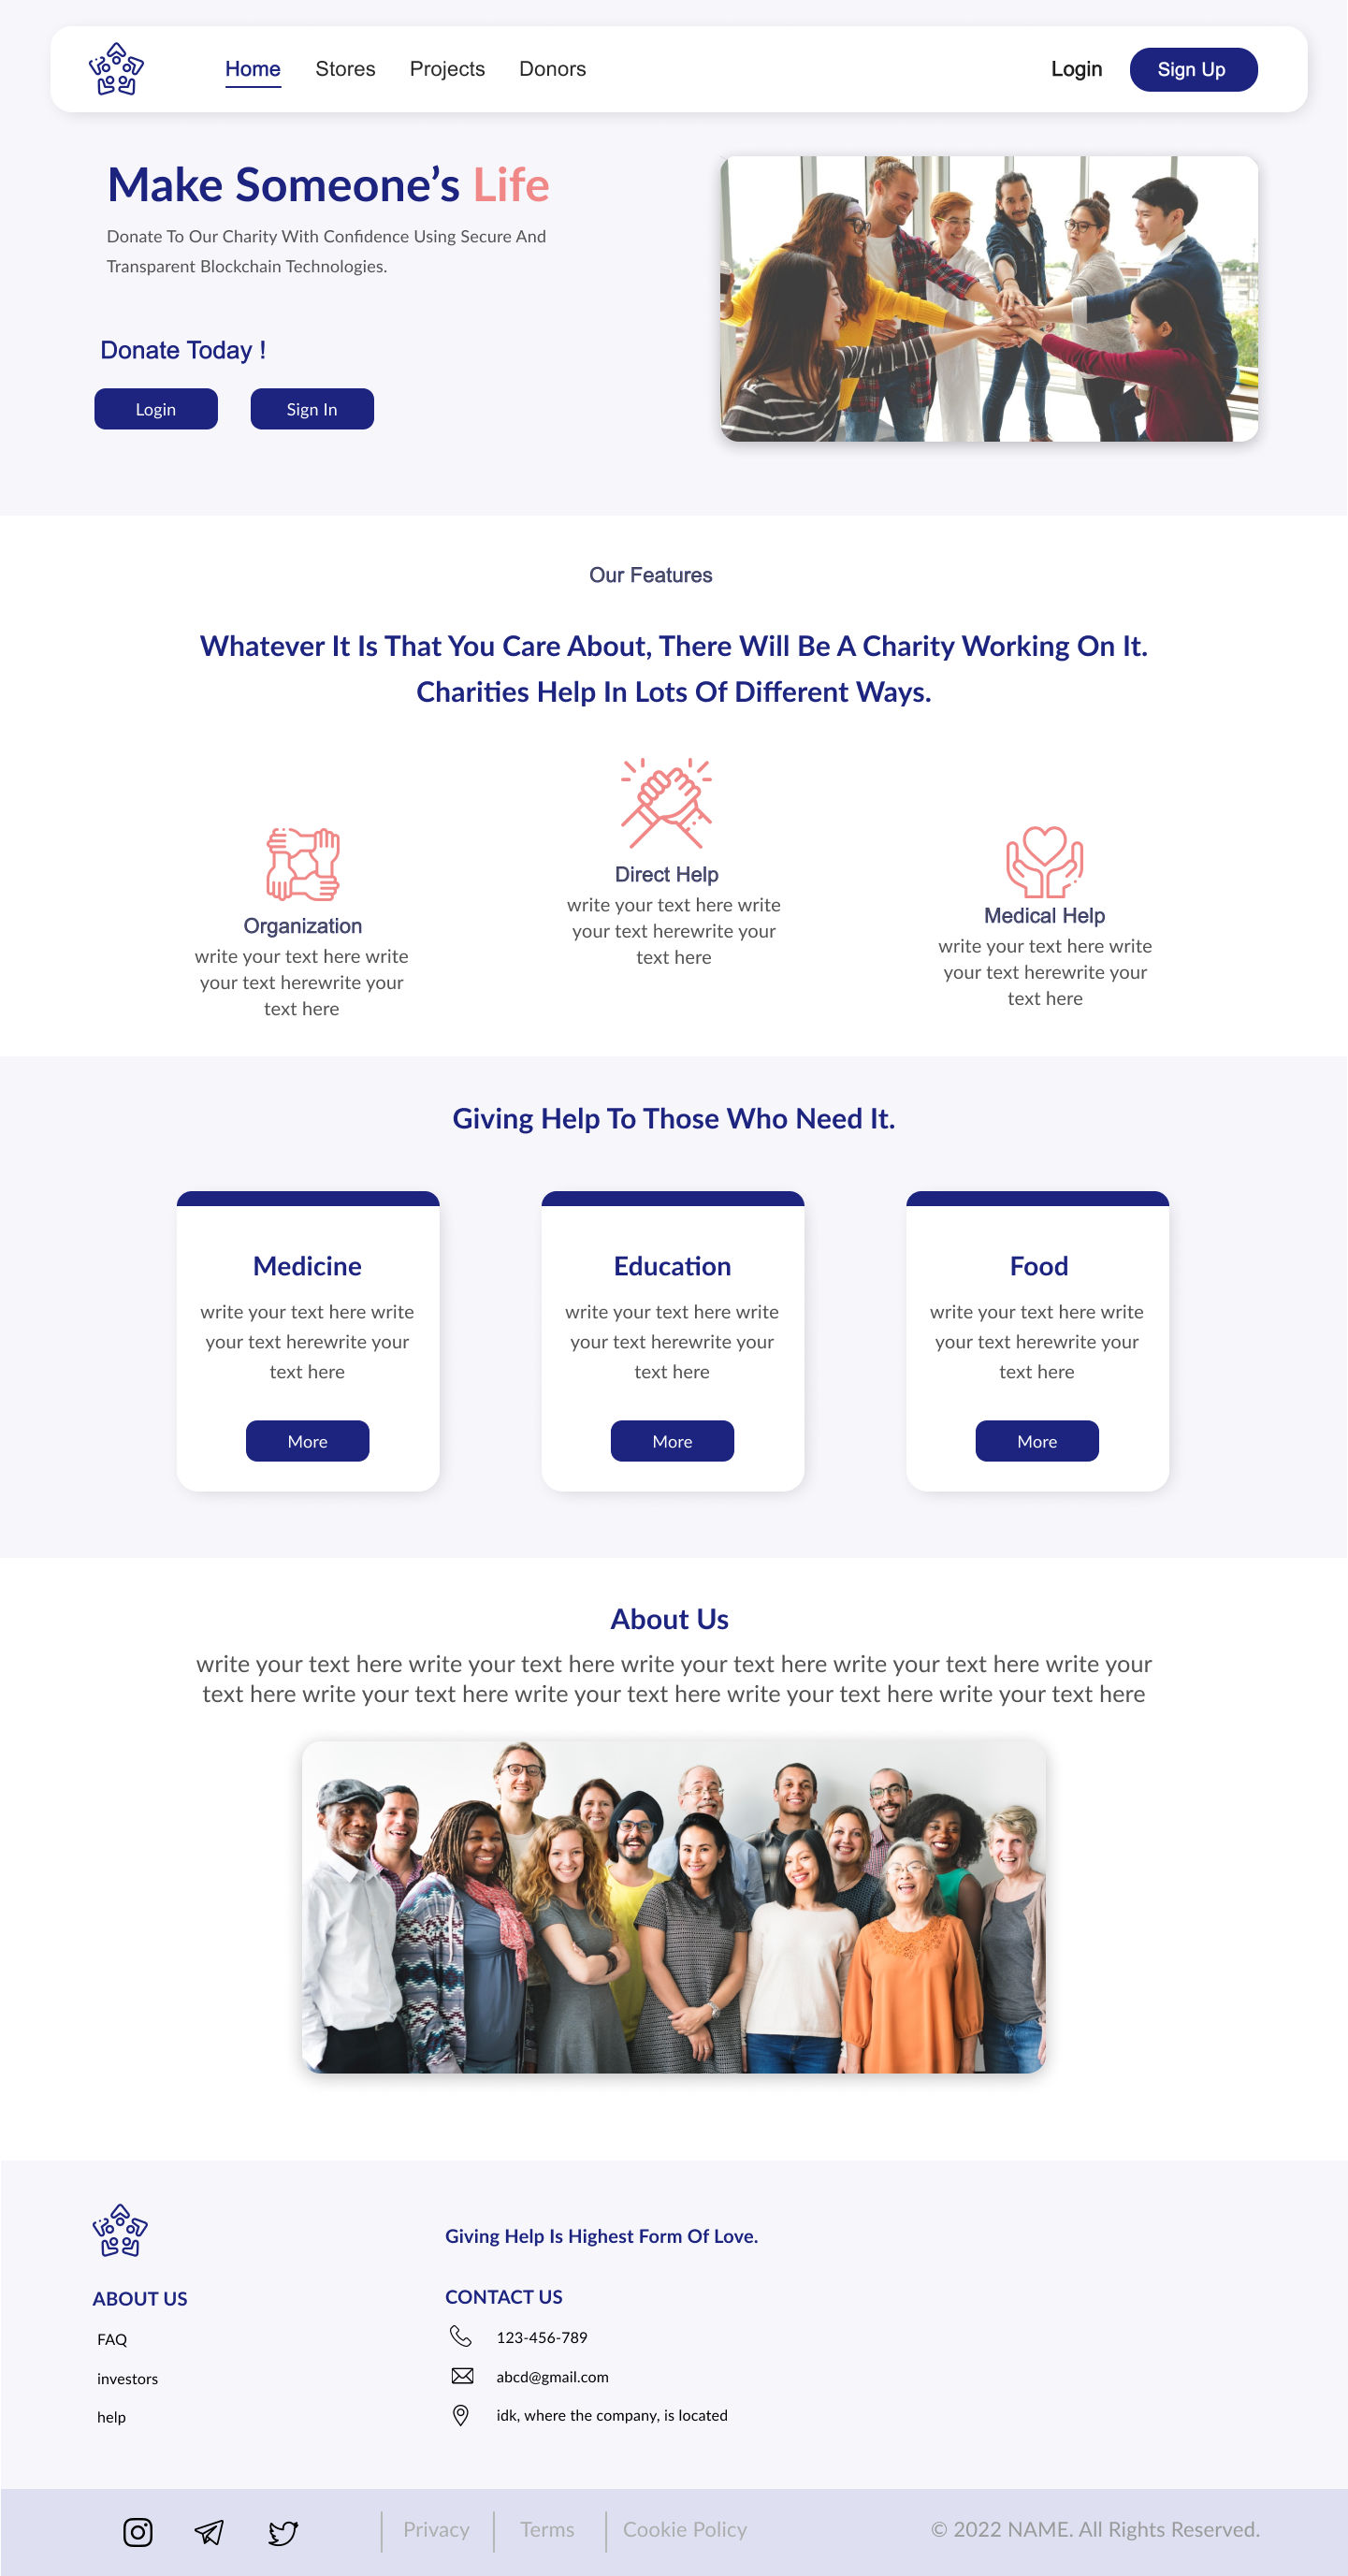 Home Stores Projects Donors Login Sign Up
Make Someone’s Life
Donate To Our Charity With Confidence Using Secure And
Transparent Blockchain Technologies.
Donate Today !
Login Sign In
Our Features
Whatever It Is That You Care About, There Will Be A Charity Working On It.
Charities Help In Lots Of Different Ways.
Organization
write your text here write
your text herewrite your
text here
Direct Help
write your text here write
your text herewrite your
text here
Medical Help
write your text here write
your text herewrite your
text here
Giving Help To Those Who Need It.
Medicine
write your text here write
your text herewrite your
text here
More
Education
write your text here write
your text herewrite your
text here
More
Food
write your text here write
your text herewrite your
text here
More
About Us
write your text here write your text here write your text here write your text here write your
text here write your text here write your text here write your text here write your text here
Giving Help Is Highest Form Of Love.
ABOUT US
FAQ
investors
help
CONTACT US
123-456-789
abcd@gmail.com
idk, where the company, is located
Privacy Terms Cookie Policy © 2022 NAME. All Rights Reserved.